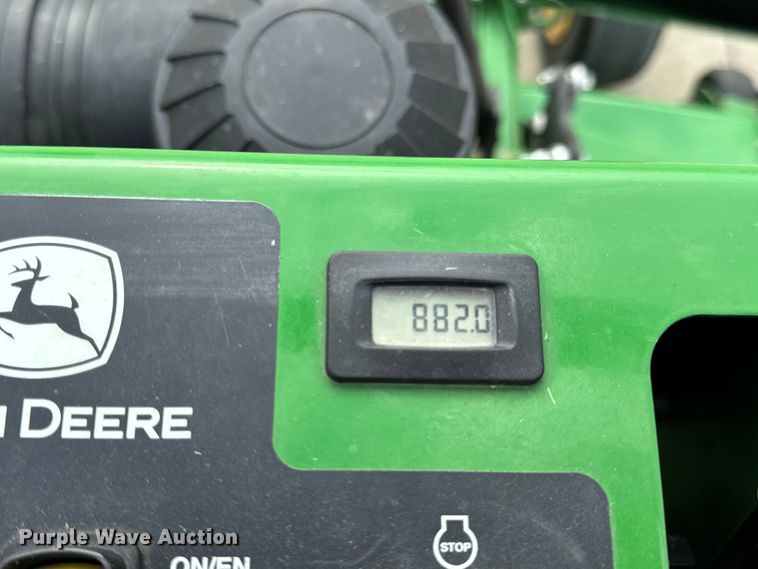 882.0
DEERE
STOP
ON/EN
Purple Wave Auction